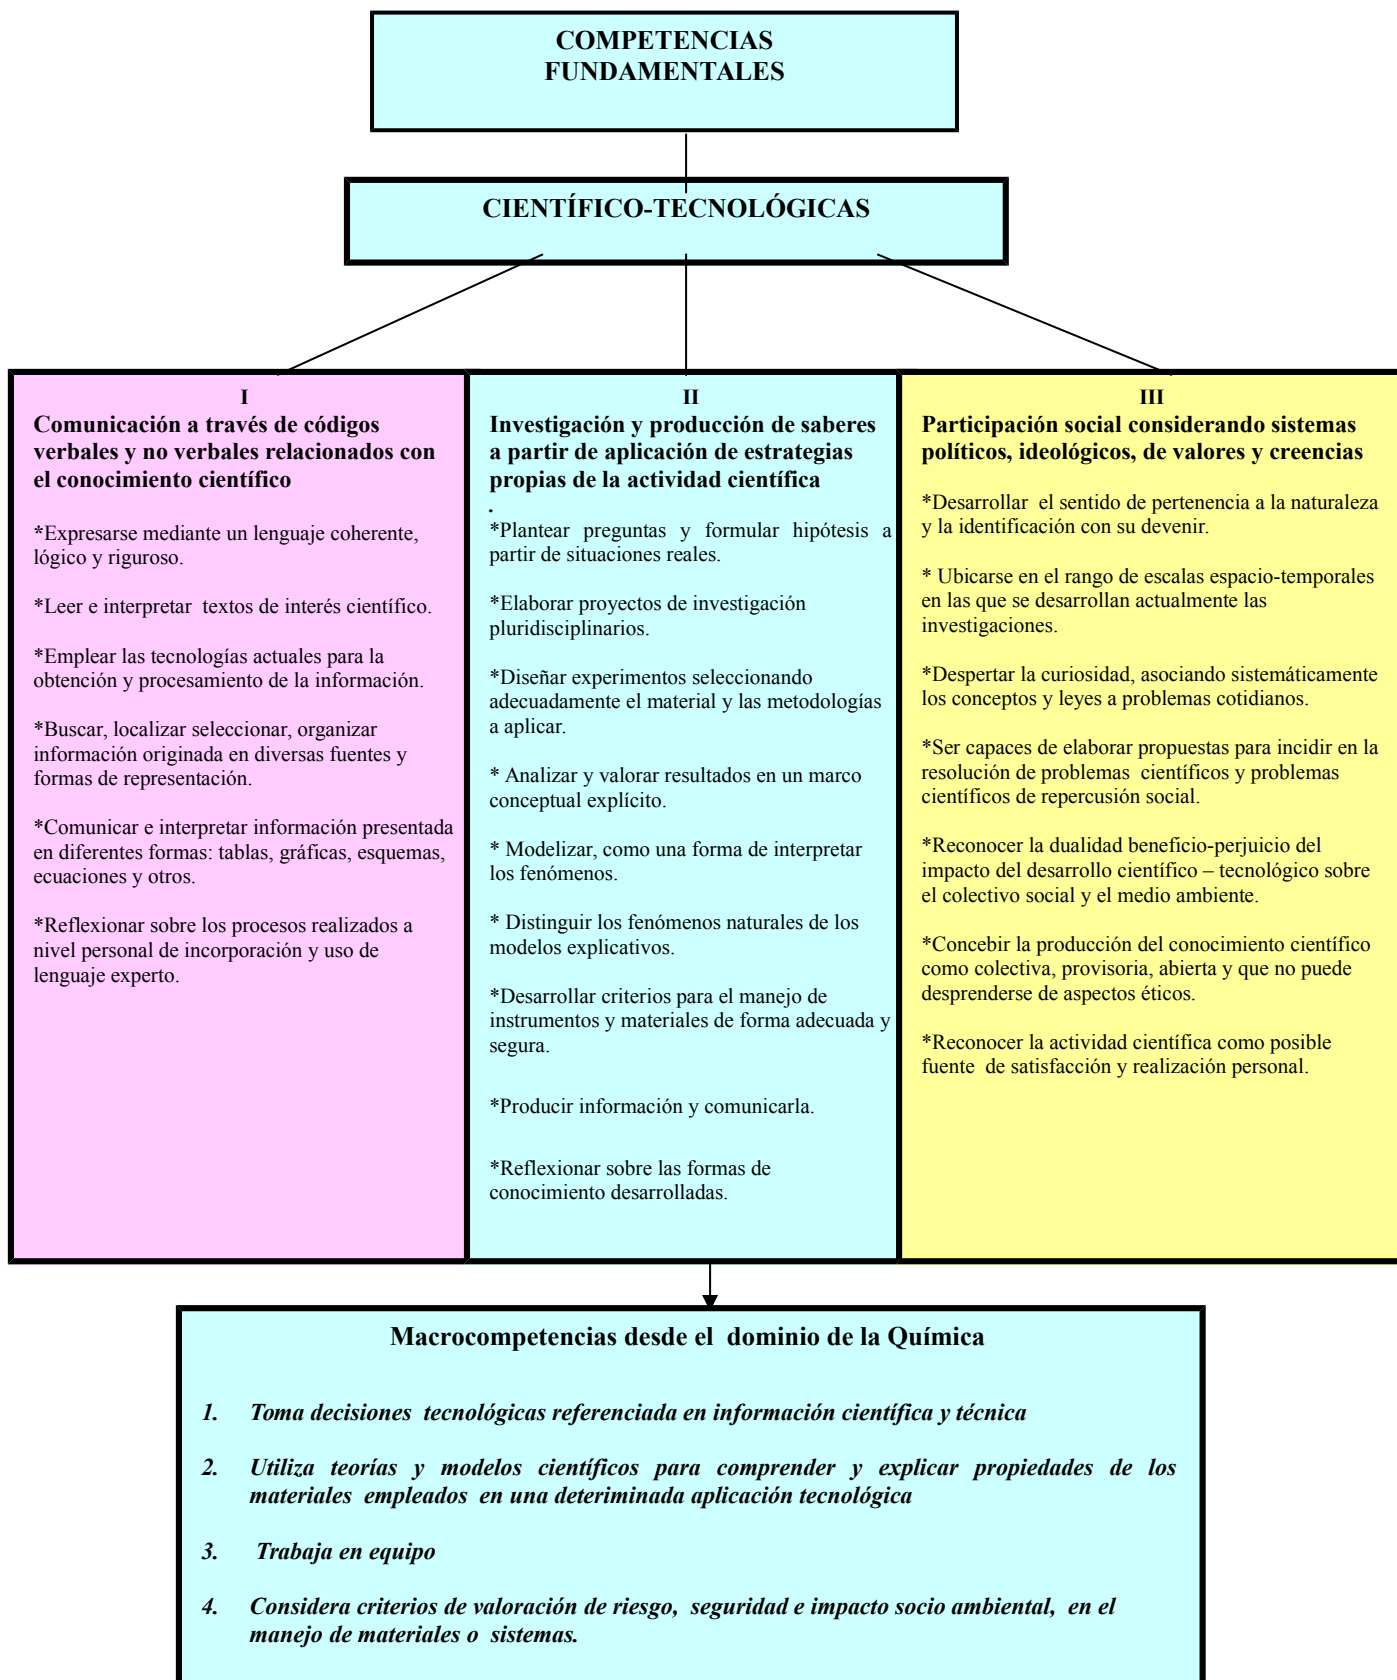 COMPETENCIAS
FUNDAMENTALES
CIENTÍFICO-TECNOLÓGICAS
I
Comunicación a través de códigos
verbales y no verbales relacionados con
el conocimiento científico
*Expresarse mediante un lenguaje coherente,
lógico y riguroso.
*Leer e interpretar textos de interés científico.
*Emplear las tecnologías actuales para la
obtención y procesamiento de la información.
*Buscar, localizar seleccionar, organizar
información originada en diversas fuentes y
formas de representación.
*Comunicar e interpretar información presentada
en diferentes formas: tablas, gráficas, esquemas,
ecuaciones y otros.
*Reflexionar sobre los procesos realizados a
nivel personal de incorporación y uso de
lenguaje experto.
II
Investigación y producción de saberes
a partir de aplicación de estrategias
propias de la actividad científica
.
*Plantear preguntas y formular hipótesis a
partir de situaciones reales.
*Elaborar proyectos de investigación
pluridisciplinarios.
*Diseñar experimentos seleccionando
adecuadamente el material y las metodologías
a aplicar.
* Analizar y valorar resultados en un marco
conceptual explícito.
* Modelizar, como una forma de interpretar
los fenómenos.
* Distinguir los fenómenos naturales de los
modelos explicativos.
*Desarrollar criterios para el manejo de
instrumentos y materiales de forma adecuada y
segura.
*Producir información y comunicarla.
*Reflexionar sobre las formas de
conocimiento desarrolladas.
III
Participación social considerando sistemas
políticos, ideológicos, de valores y creencias
*Desarrollar el sentido de pertenencia a la naturaleza
y la identificación con su devenir.
* Ubicarse en el rango de escalas espacio-temporales
en las que se desarrollan actualmente las
investigaciones.
*Despertar la curiosidad, asociando sistemáticamente
los conceptos y leyes a problemas cotidianos.
*Ser capaces de elaborar propuestas para incidir en la
resolución de problemas científicos y problemas
científicos de repercusión social.
*Reconocer la dualidad beneficio-perjuicio del
impacto del desarrollo científico – tecnológico sobre
el colectivo social y el medio ambiente.
*Concebir la producción del conocimiento científico
como colectiva, provisoria, abierta y que no puede
desprenderse de aspectos éticos.
*Reconocer la actividad científica como posible
fuente de satisfacción y realización personal.
Macrocompetencias desde el dominio de la Química
1. Toma decisiones tecnológicas referenciada en información científica y técnica
2. Utiliza teorías y modelos científicos para comprender y explicar propiedades de los
materiales empleados en una deteriminada aplicación tecnológica
3. Trabaja en equipo
4. Considera criterios de valoración de riesgo, seguridad e impacto socio ambiental, en el
manejo de materiales o sistemas.